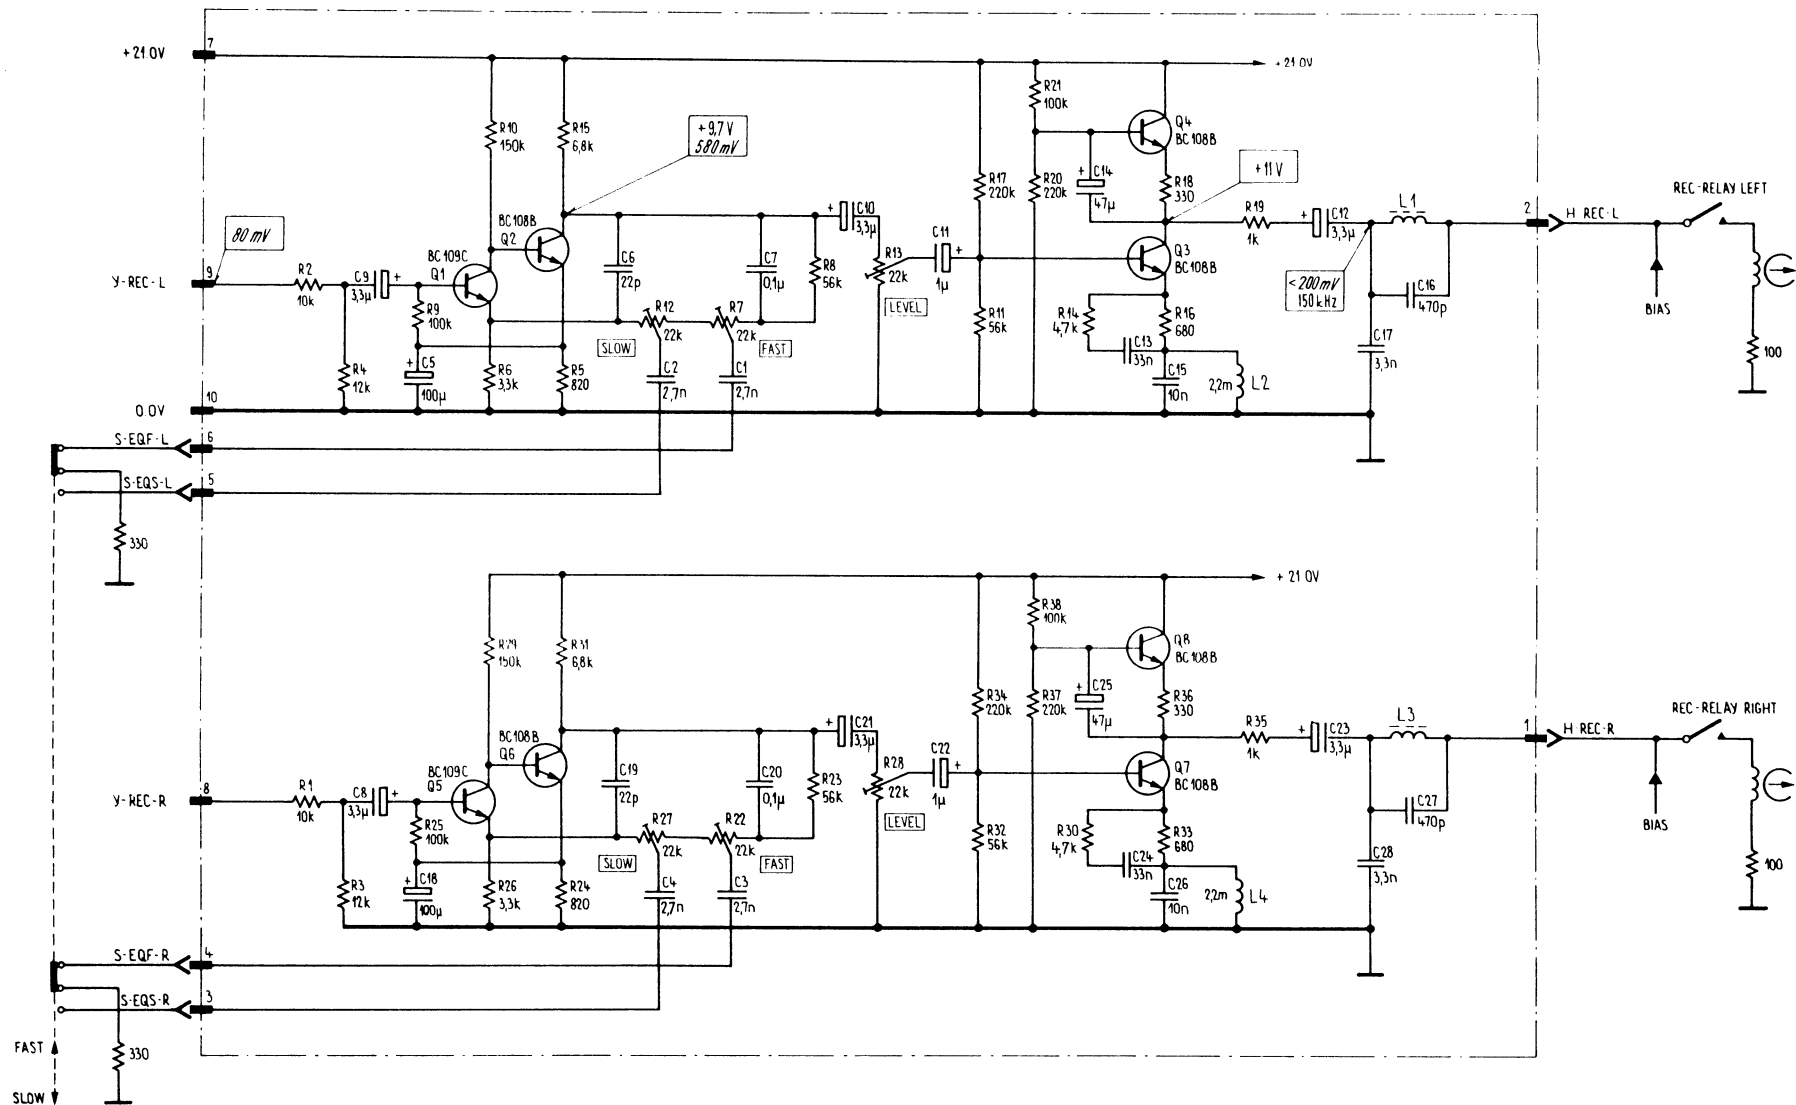 +21.0V
7
+21.0V
R10
150k
R15
6,8k
+9,7V
580mV
R21
100k
Q4
BC108B
R17
220k
R20
220k
+
C14
47µ
R18
330
+11V
REC-RELAY LEFT
80mV
BC108B
Q2
+
C10
3,3µ
R19
1k
+
C12
3,3µ
L1
2
H-REC-L
BC109C
Q1
C6
22p
C7
0,1µ
R8
56k
R13
22k
LEVEL
C11
+
1µ
Q3
BC108B
Y-REC-L
9
R2
10k
C9
+
3,3µ
R9
100k
R12
22k
SLOW
R7
22k
FAST
<200mV
150kHz
C16
470p
BIAS
R11
56k
R14
4,7k
R16
680
C13
33n
C17
3,3n
100
R4
12k
+
C5
100µ
R6
3,3k
R5
820
C2
2,7n
C1
2,7n
C15
10n
2,2m
L2
0.0V
10
S-EQF-L
6
S-EQS-L
5
330
+21.0V
R38
100k
R29
150k
R31
6,8k
Q8
BC108B
R34
220k
R37
220k
+
C25
47µ
R36
330
REC-RELAY RIGHT
BC108B
Q6
+
C21
3,3µ
R35
1k
+
C23
3,3µ
L3
1
H-REC-R
BC109C
Q5
C19
22p
C20
0,1µ
R23
56k
R28
22k
LEVEL
C22
+
1µ
Q7
BC108B
Y-REC-R
8
R1
10k
C8
+
3,3µ
R25
100k
R27
22k
SLOW
R22
22k
FAST
C27
470p
BIAS
R32
56k
R30
4,7k
R33
680
C24
33n
C28
3,3n
100
R3
12k
+
C18
100µ
R26
3,3k
R24
820
C4
2,7n
C3
2,7n
C26
10n
2,2m
L4
S-EQF-R
4
S-EQS-R
3
FAST
330
SLOW